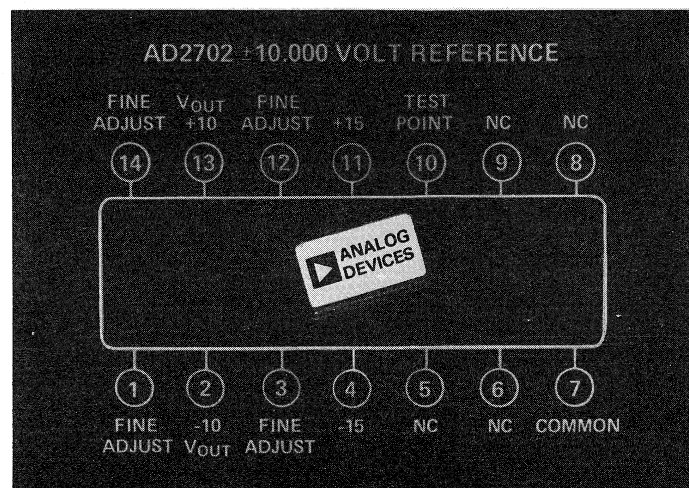 AD2702 ±10.000 VOLT REFERENCE
FINE VOUT FINE TEST
ADJUST +10 ADJUST +15 POINT NC NC
14 13 12 11 10 9 8
ANALOG
DEVICES
1 2 3 4 5 6 7
FINE -10 FINE -15 NC NC COMMON
ADJUST VOUT ADJUST